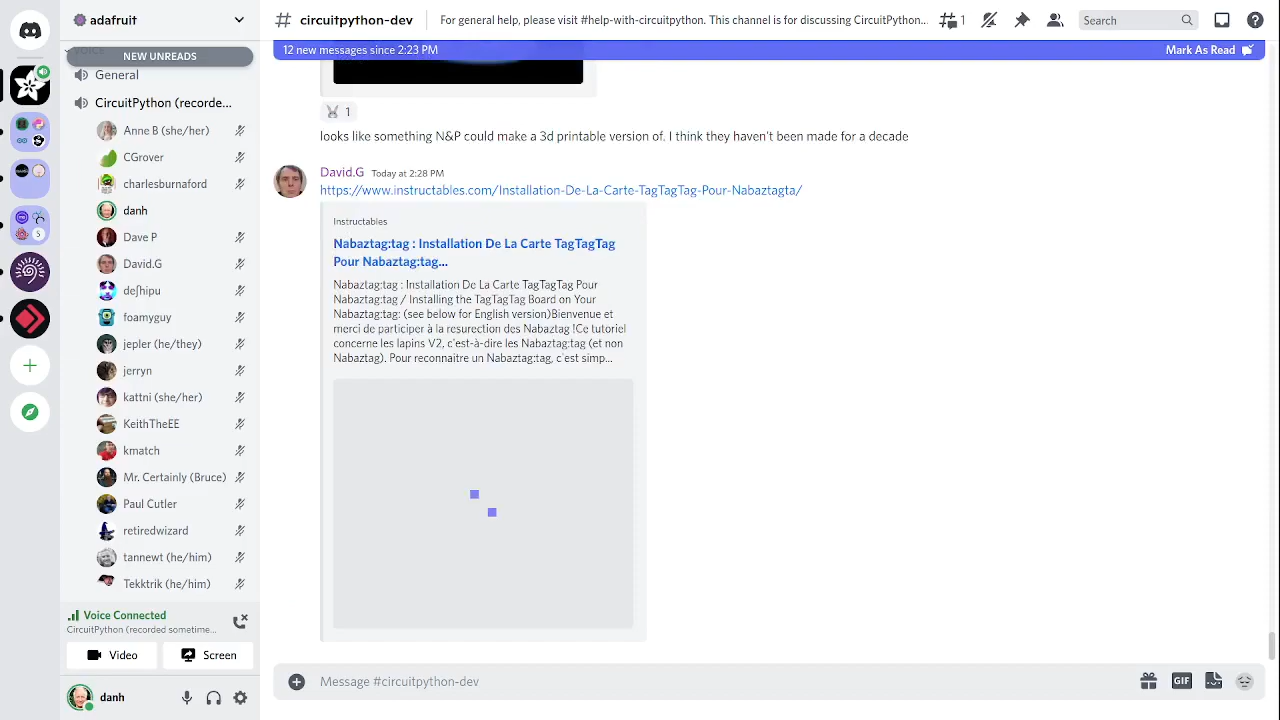 adafruit
circuitpython-dev
For general help, please visit #help-with-circuitpython. This channel is for discussing CircuitPython...
1
Search
NEW UNREADS
12 new messages since 2:23 PM
Mark As Read
General
CircuitPython (recorde...
Anne B (she/her)
CGrover
charlesburnaford
danh
Dave P
David.G
deʃhipu
foamyguy
jepler (he/they)
jerryn
kattni (she/her)
KeithTheEE
kmatch
Mr. Certainly (Bruce)
Paul Cutler
retiredwizard
tannewt (he/him)
Tekktrik (he/him)
Voice Connected
CircuitPython (recorded sometime...
Video
Screen
danh
1
looks like something N&P could make a 3d printable version of. I think they haven't been made for a decade
David.G Today at 2:28 PM
https://www.instructables.com/Installation-De-La-Carte-TagTagTag-Pour-Nabaztagta/
Instructables
Nabaztag:tag : Installation De La Carte TagTagTag
Pour Nabaztag:tag...
Nabaztag:tag : Installation De La Carte TagTagTag Pour
Nabaztag:tag / Installing the TagTagTag Board on Your
Nabaztag:tag: (see below for English version)Bienvenue et
merci de participer à la resurection des Nabaztag !Ce tutoriel
concerne les lapins V2, c`est-à-dire les Nabaztag:tag (et non
Nabaztag). Pour reconnaitre un Nabaztag:tag, c`est simp...
Message #circuitpython-dev
GIF